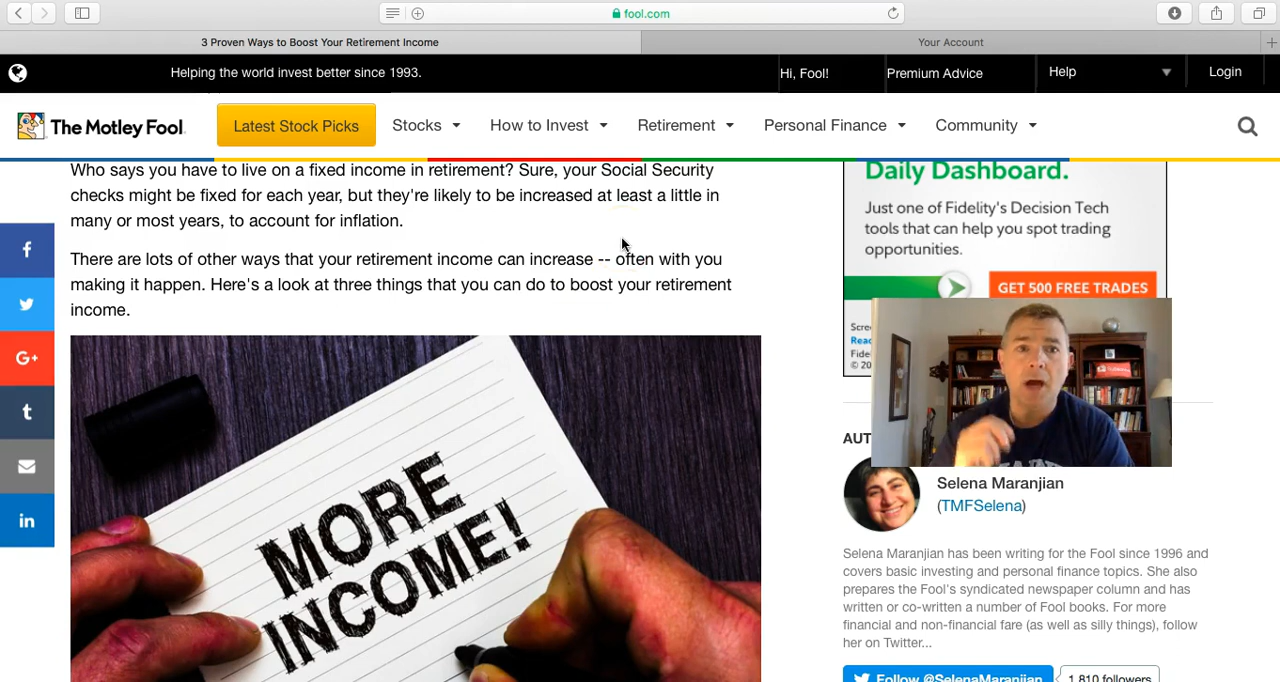 fool.com
3 Proven Ways to Boost Your Retirement Income
Your Account
Helping the world invest better since 1993.
Hi, Fool!
Premium Advice
Help
Login
The Motley Fool
Latest Stock Picks
Stocks
How to Invest
Retirement
Personal Finance
Community
Who says you have to live on a fixed income in retirement? Sure, your Social Security
checks might be fixed for each year, but they're likely to be increased at least a little in
many or most years, to account for inflation.
There are lots of other ways that your retirement income can increase -- often with you
making it happen. Here's a look at three things that you can do to boost your retirement
income.
f
G+
t
in
MORE
INCOME!
Daily Dashboard.
Just one of Fidelity's Decision Tech
tools that can help you spot trading
opportunities.
GET 500 FREE TRADES
Scre
Read
Fide
© 20
AUT
Selena Maranjian
(TMFSelena)
Selena Maranjian has been writing for the Fool since 1996 and
covers basic investing and personal finance topics. She also
prepares the Fool's syndicated newspaper column and has
written or co-written a number of Fool books. For more
financial and non-financial fare (as well as silly things), follow
her on Twitter...
Follow @SelenaMaranjian
1,810 followers